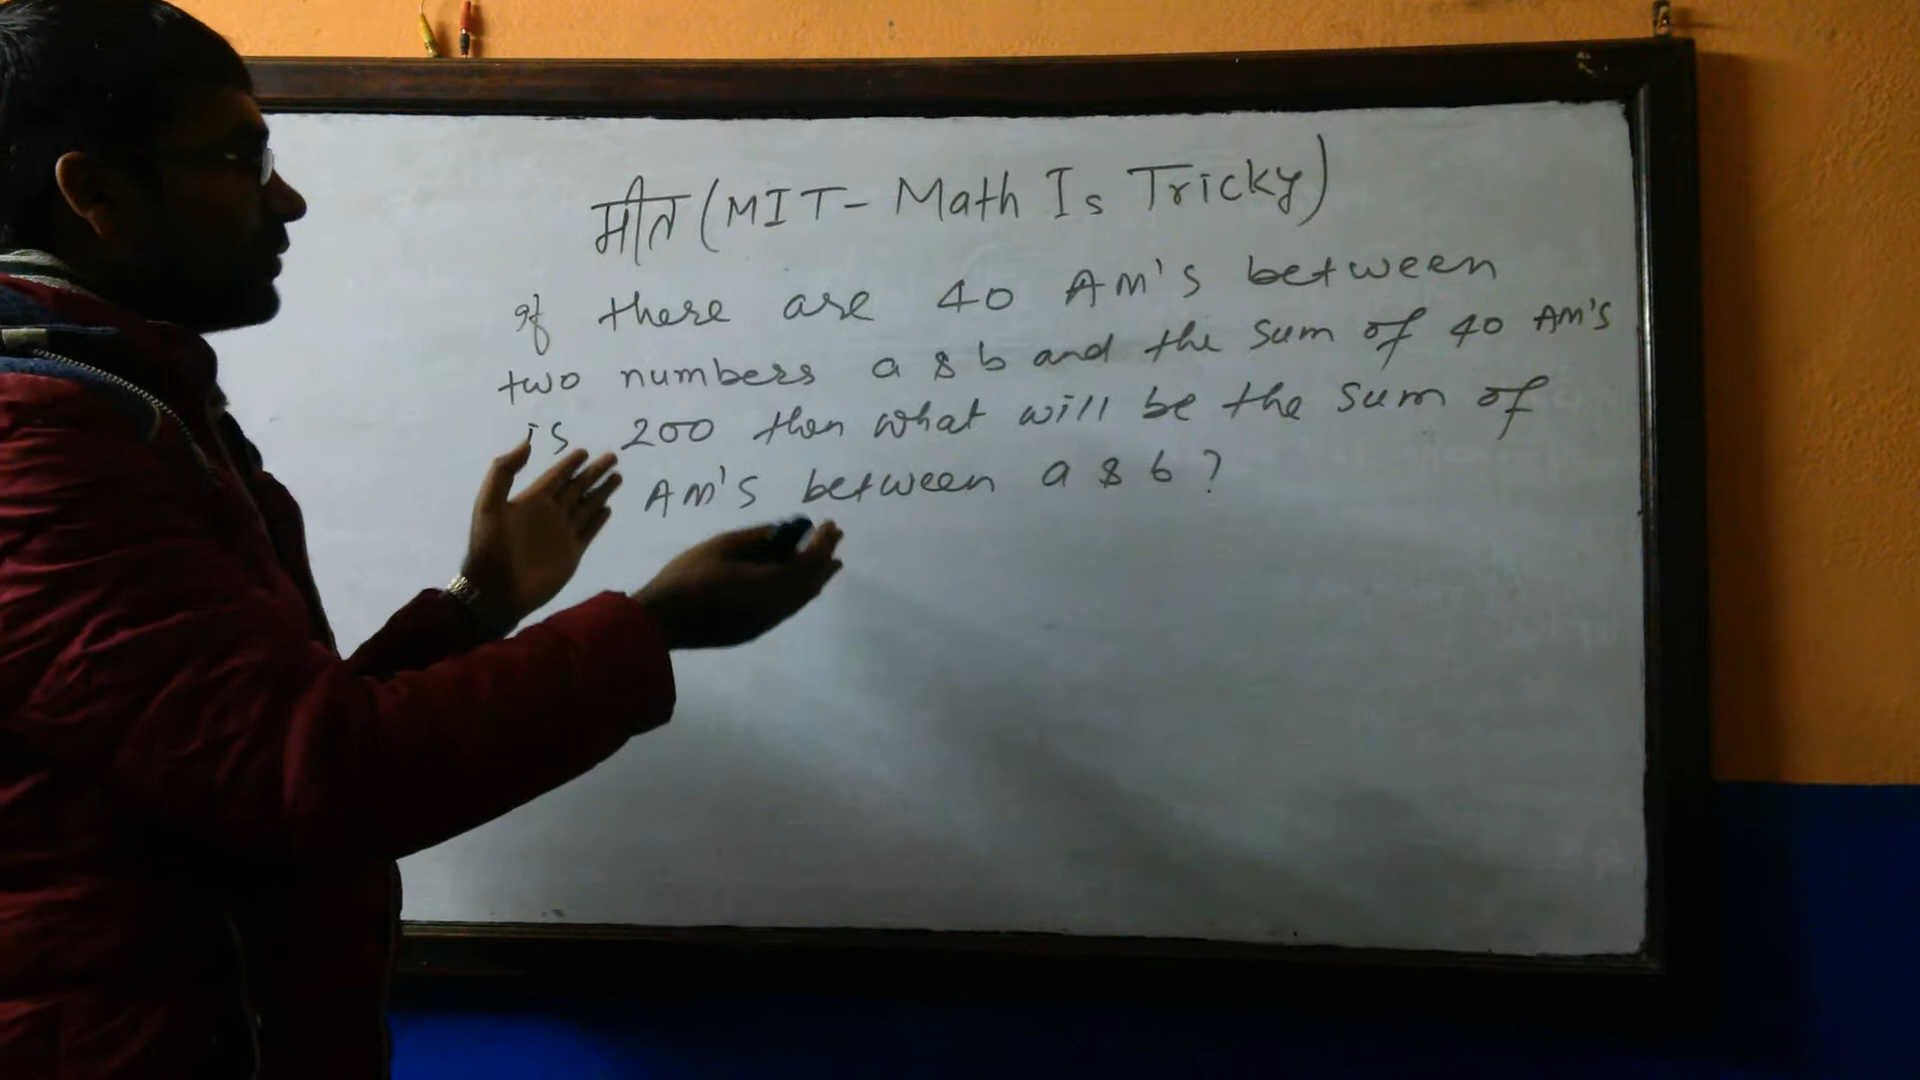 मीत (MIT - Math Is Tricky)
If there are 40 AM's between
two numbers a & b and the sum of 40 AM's
is 200 then what will be the sum of
AM's between a & b ?